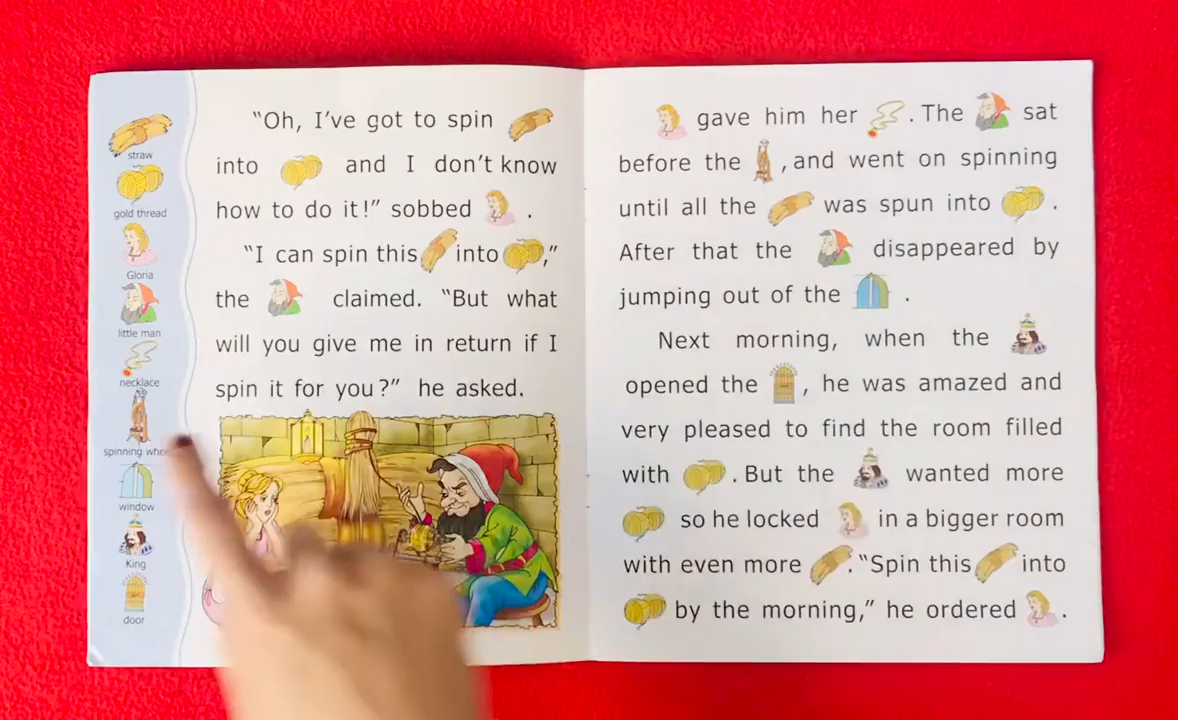 straw
gold thread
Gloria
little man
necklace
spinning
window
King
door
"Oh, I've got to spin
into and I don't know
how to do it!" sobbed .
"I can spin this into ,"
the claimed. "But what
will you give me in return if I
spin it for you?" he asked.
gave him her . The sat
before the , and went on spinning
until all the was spun into .
After that the disappeared by
jumping out of the .
Next morning, when the
opened the , he was amazed and
very pleased to find the room filled
with . But the wanted more
so he locked in a bigger room
with even more . "Spin this into
by the morning," he ordered .